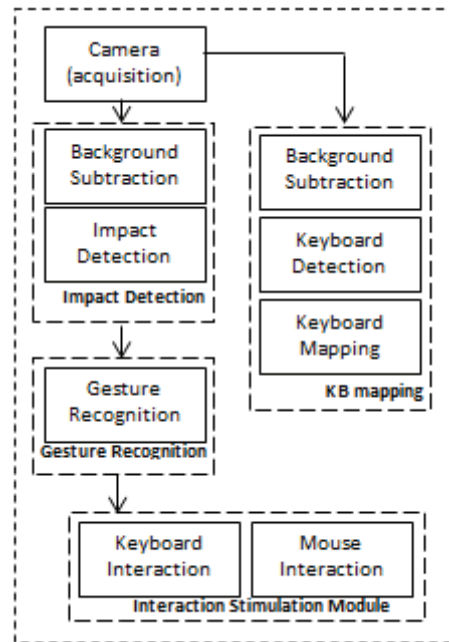 Camera
(acquisition)
Background
Subtraction
Impact
Detection
Impact Detection
Gesture
Recognition
Gesture Recognition
Background
Subtraction
Keyboard
Detection
Keyboard
Mapping
KB mapping
Keyboard
Interaction
Mouse
Interaction
Interaction Stimulation Module